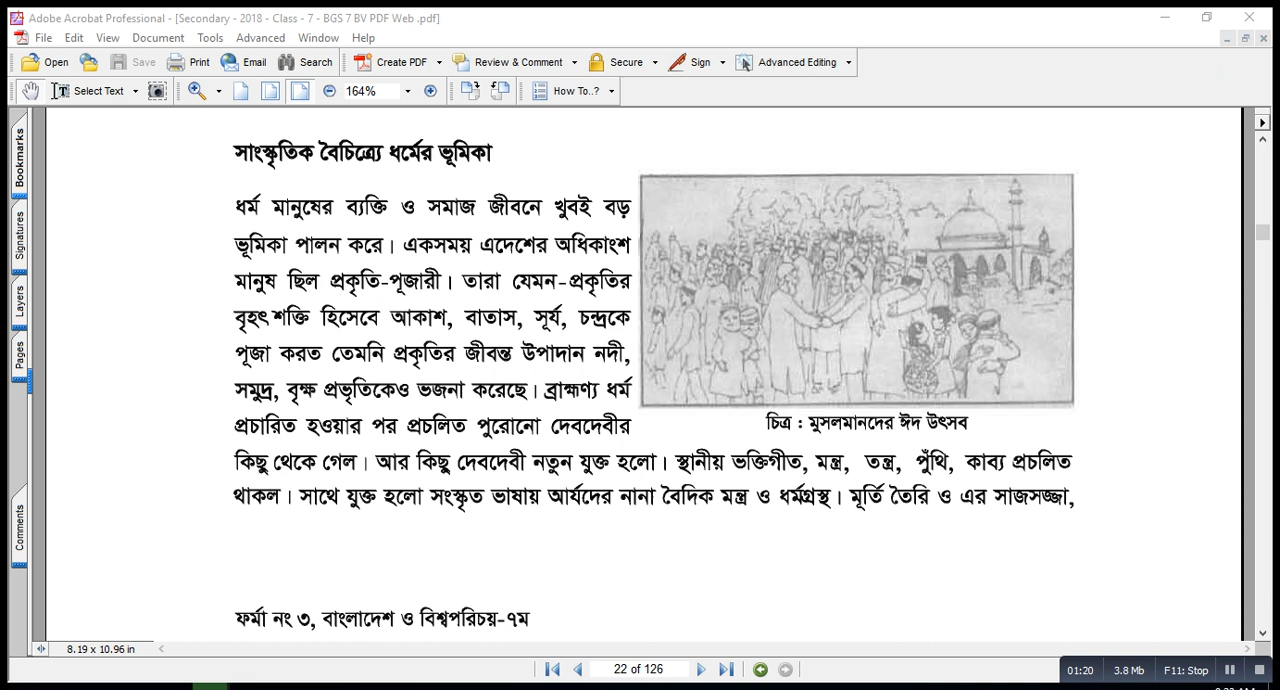 Adobe Acrobat Professional - [Secondary - 2018 - Class - 7 - BGS 7 BV PDF Web .pdf]
File Edit View Document Tools Advanced Window Help
Open Save Print Email Search Create PDF Review & Comment Secure Sign Advanced Editing
Select Text 164% How To..?
Bookmarks
Signatures
Layers
Pages
Comments
সাংস্কৃতিক বৈচিত্র্যে ধর্মের ভূমিকা
ধর্ম মানুষের ব্যক্তি ও সমাজ জীবনে খুবই বড়
ভূমিকা পালন করে। একসময় এদেশের অধিকাংশ
মানুষ ছিল প্রকৃতি-পূজারী। তারা যেমন-প্রকৃতির
বৃহৎ শক্তি হিসেবে আকাশ, বাতাস, সূর্য, চন্দ্রকে
পূজা করত তেমনি প্রকৃতির জীবন্ত উপাদান নদী,
সমুদ্র, বৃক্ষ প্রভৃতিকেও ভজনা করেছে। ব্রাহ্মণ্য ধর্ম
প্রচারিত হওয়ার পর প্রচলিত পুরোনো দেবদেবীর
চিত্র : মুসলমানদের ঈদ উৎসব
কিছু থেকে গেল। আর কিছু দেবদেবী নতুন যুক্ত হলো। স্থানীয় ভক্তিগীত, মন্ত্র, তন্ত্র, পুঁথি, কাব্য প্রচলিত
থাকল। সাথে যুক্ত হলো সংস্কৃত ভাষায় আর্যদের নানা বৈদিক মন্ত্র ও ধর্মগ্রন্থ। মূর্তি তৈরি ও এর সাজসজ্জা,
ফর্মা নং ৩, বাংলাদেশ ও বিশ্বপরিচয়-৭ম
8.19 x 10.96 in
22 of 126
01:20 3.8 Mb F11: Stop